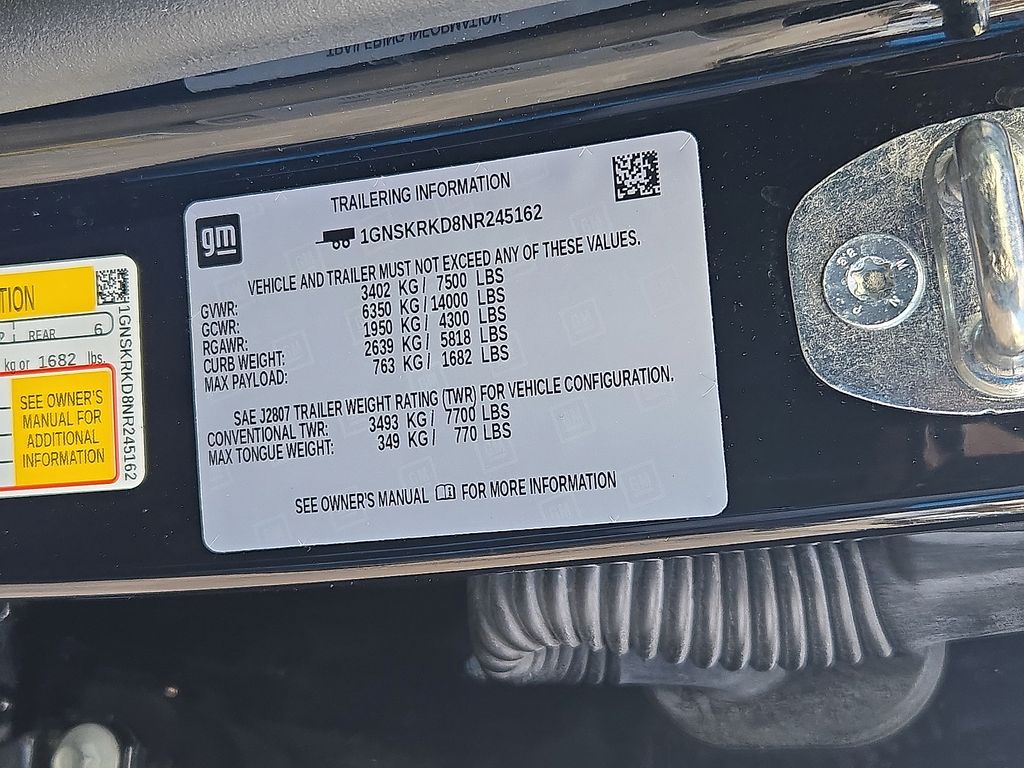 TRAILERING INFORMATION
gm
TRAILERING INFORMATION
1GNSKRKD8NR245162
VEHICLE AND TRAILER MUST NOT EXCEED ANY OF THESE VALUES.
GVWR: 3402 KG / 7500 LBS
GCWR: 6350 KG / 14000 LBS
RGAWR: 1950 KG / 4300 LBS
CURB WEIGHT: 2639 KG / 5818 LBS
MAX PAYLOAD: 763 KG / 1682 LBS
SAE J2807 TRAILER WEIGHT RATING (TWR) FOR VEHICLE CONFIGURATION.
CONVENTIONAL TWR: 3493 KG / 7700 LBS
MAX TONGUE WEIGHT: 349 KG / 770 LBS
SEE OWNER'S MANUAL FOR MORE INFORMATION
TION
REAR 6
kg or 1682 lbs.
SEE OWNER'S
MANUAL FOR
ADDITIONAL
INFORMATION
1GNSKRKD8NR245162